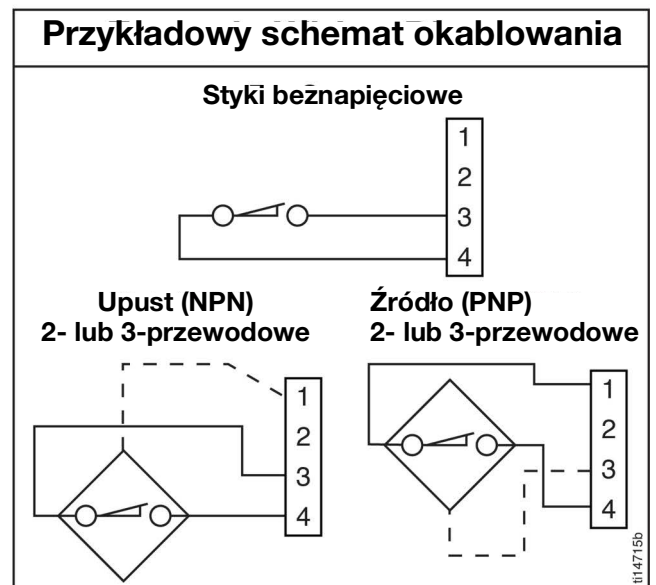 Przykładowy schemat okablowania
Styki beznapięciowe
1
2
3
4
Upust (NPN)
2- lub 3-przewodowe
1
2
3
4
Źródło (PNP)
2- lub 3-przewodowe
1
2
3
4
ti14715b